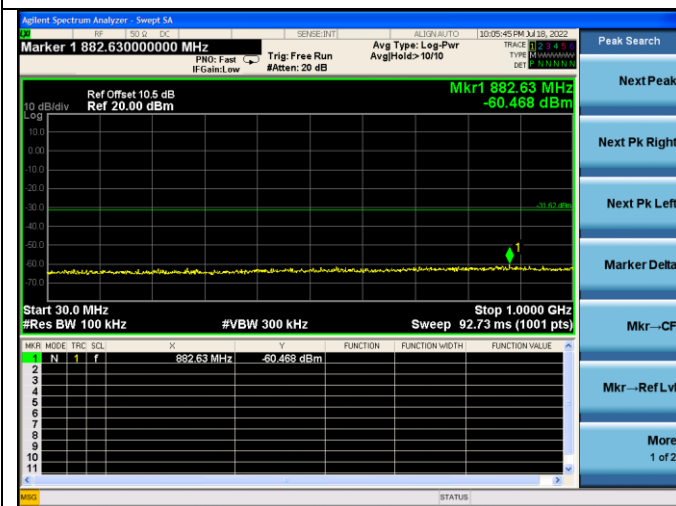 Agilent Spectrum Analyzer - Swept SA
RF 50 Ω DC SENSE:INT ALIGNAUTO 10:05:45 PM Jul 18, 2022
Marker 1 882.630000000 MHz
PNO: Fast
IFGain:Low
Trig: Free Run
#Atten: 20 dB
Avg Type: Log-Pwr
Avg|Hold:> 10/10
TRACE 1 2 3 4 5 6
TYPE M
DET P N N N N N
Peak Search
Next Peak
Next Pk Right
Next Pk Left
Marker Delta
Mkr→CF
Mkr→Ref Lvl
More
1 of 2
Mkr1 882.63 MHz
-60.468 dBm
Ref Offset 10.5 dB
10 dB/div Ref 20.00 dBm
Log
10.0
0.00
-10.0
-20.0
-30.0
-31.62 dBm
-40.0
-50.0
1
-60.0
-70.0
Start 30.0 MHz Stop 1.0000 GHz
#Res BW 100 kHz #VBW 300 kHz Sweep 92.73 ms (1001 pts)
MKR MODE TRC SCL X Y FUNCTION FUNCTION WIDTH FUNCTION VALUE
1 N 1 f 882.63 MHz -60.468 dBm
2
3
4
5
6
7
8
9
10
11
MSG STATUS